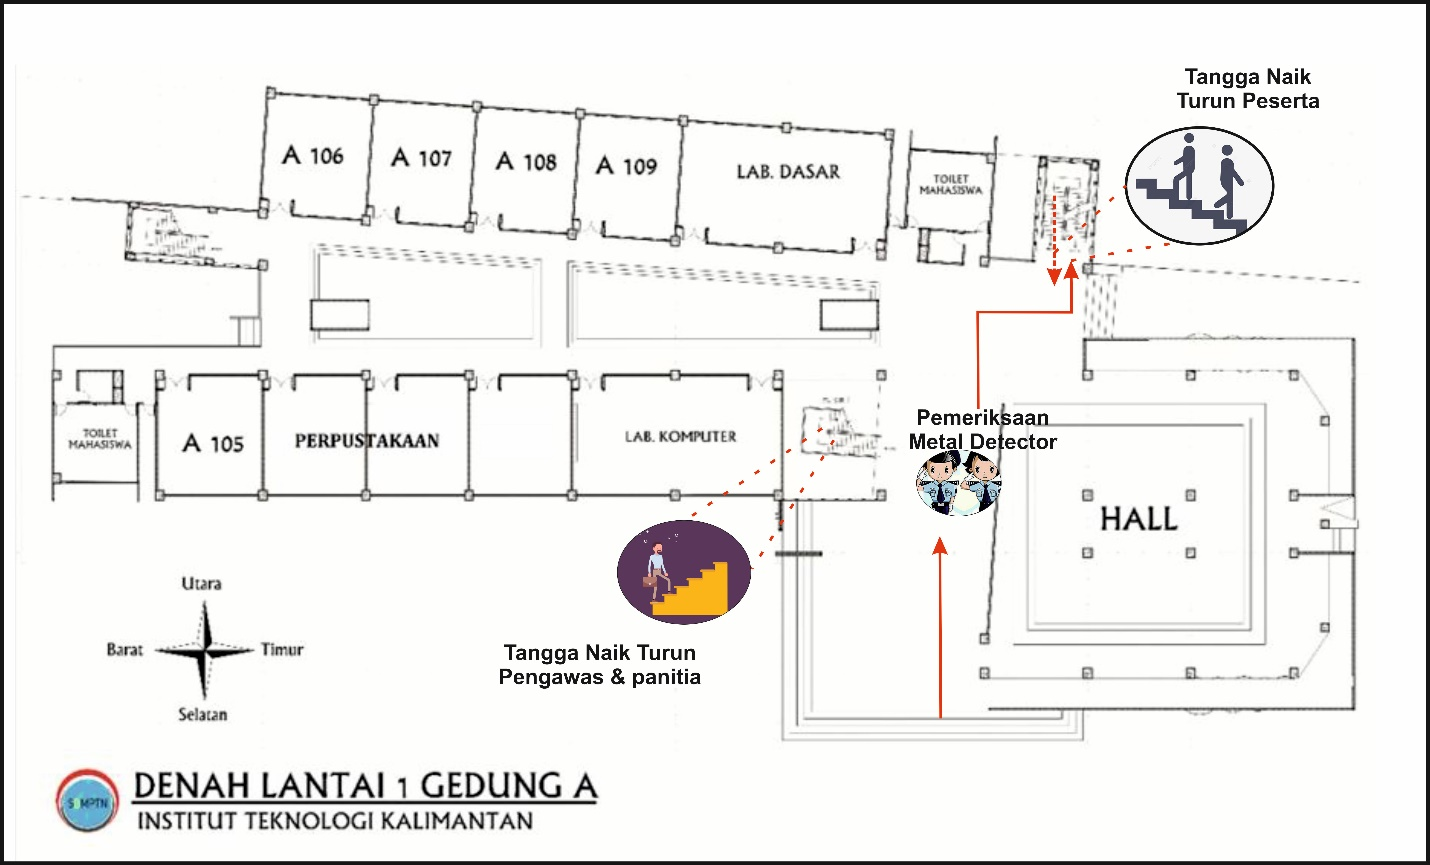 Tangga Naik
Turun Peserta
A 106
A 107
A 108
A 109
LAB. DASAR
TOILET
MAHASISWA
TOILET
MAHASISWA
A 105
PERPUSTAKAAN
LAB. KOMPUTER
Pemeriksaan
Metal Detector
HALL
Utara
Barat
Timur
Selatan
Tangga Naik Turun
Pengawas & panitia
DENAH LANTAI 1 GEDUNG A
INSTITUT TEKNOLOGI KALIMANTAN